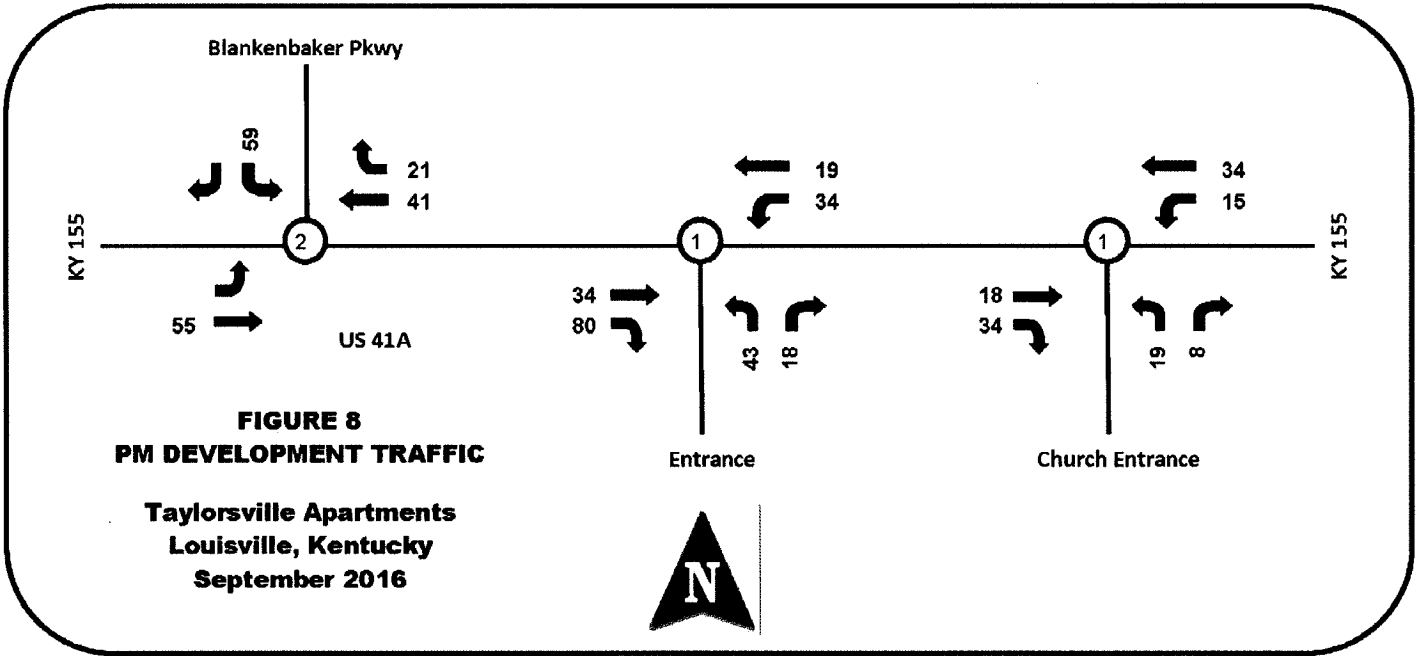 Blankenbaker Pkwy
59
21
41
19
34
34
15
KY 155
2
1
1
KY 155
55
US 41A
34
80
43
18
18
34
19
8
FIGURE 8
PM DEVELOPMENT TRAFFIC
Entrance
Church Entrance
Taylorsville Apartments
Louisville, Kentucky
September 2016
N